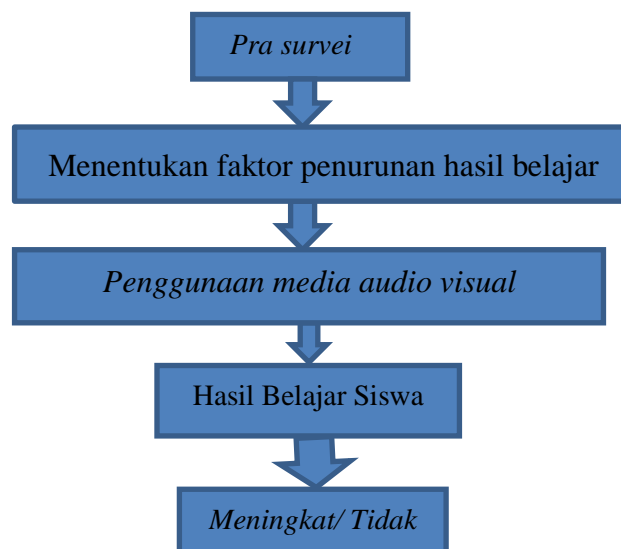 Pra survei
Menentukan faktor penurunan hasil belajar
Penggunaan media audio visual
Hasil Belajar Siswa
Meningkat/ Tidak